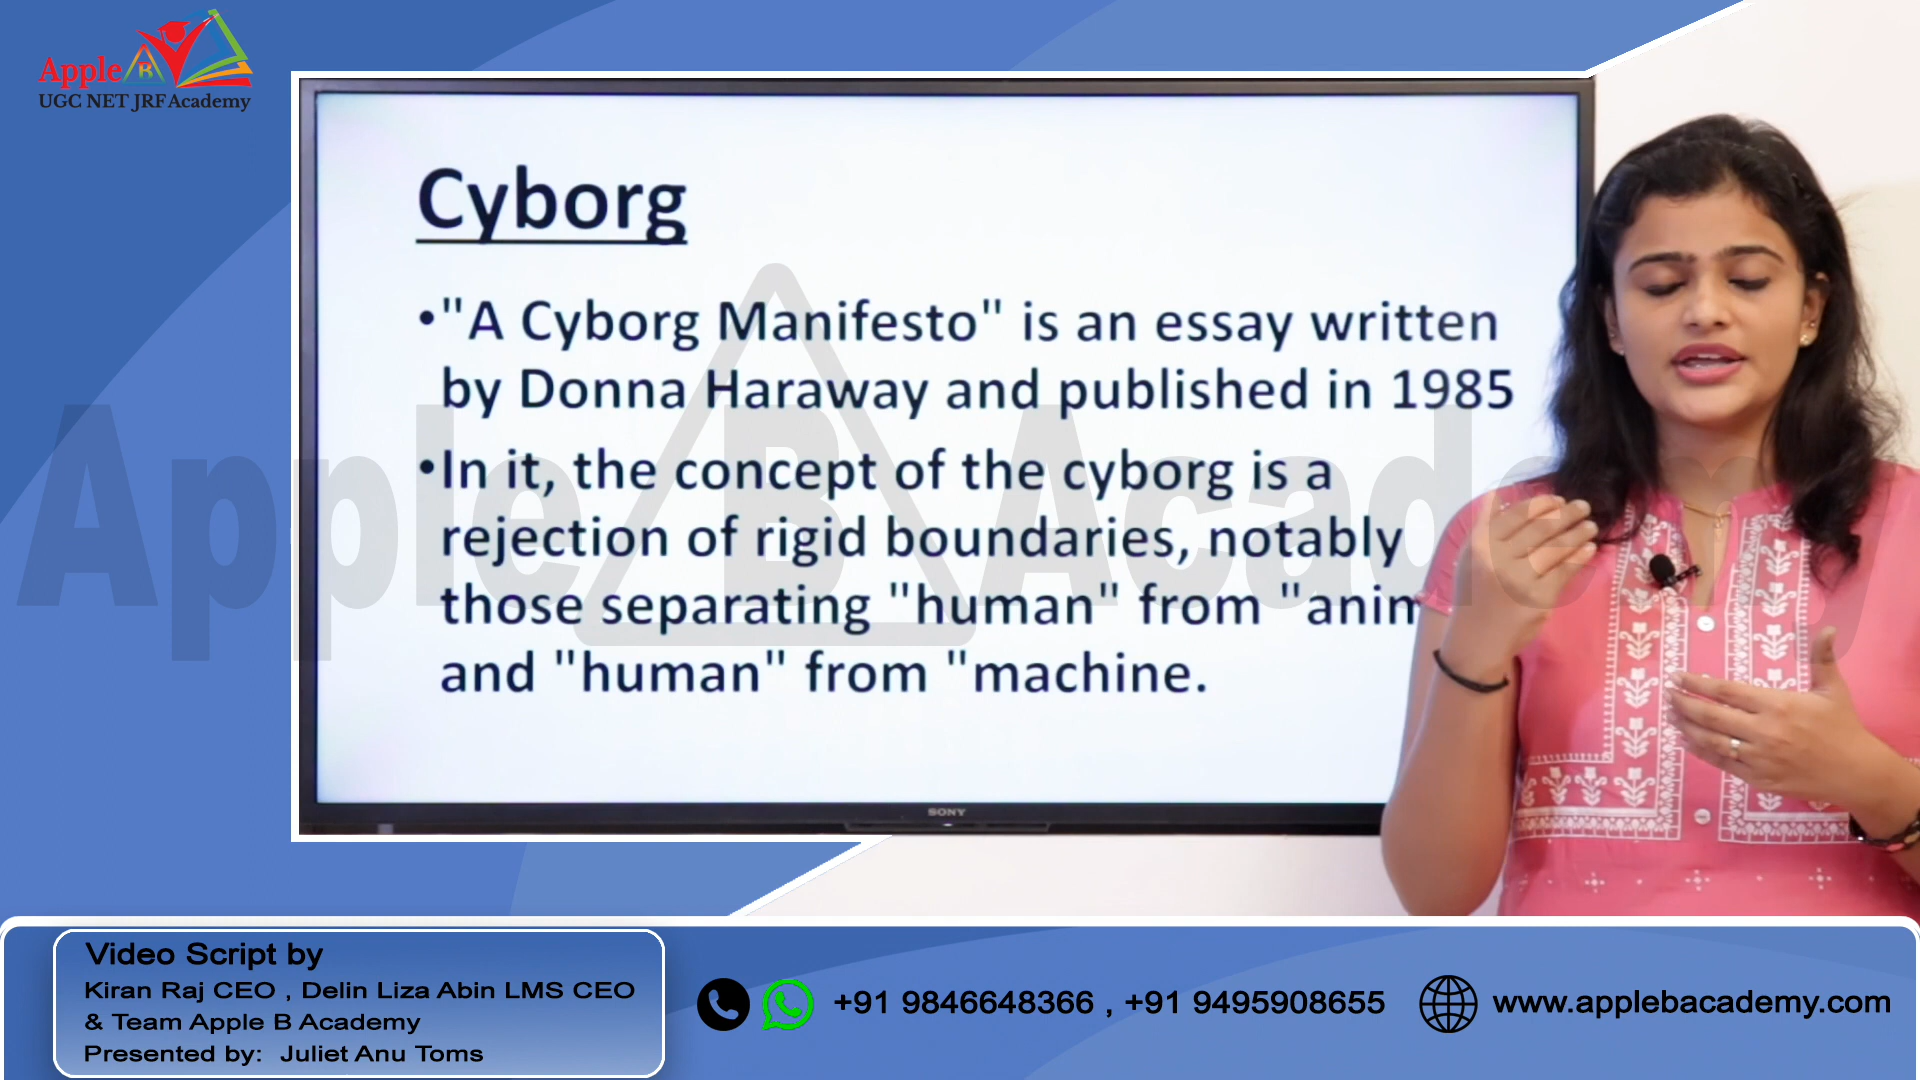 Apple B
UGC NET JRF Academy
Cyborg
•"A Cyborg Manifesto" is an essay written
by Donna Haraway and published in 1985
•In it, the concept of the cyborg is a
rejection of rigid boundaries, notably
those separating "human" from "anim
and "human" from "machine.
Apple B Academy
SONY
Video Script by
Kiran Raj CEO , Delin Liza Abin LMS CEO
& Team Apple B Academy
Presented by: Juliet Anu Toms
+91 9846648366 , +91 9495908655
www.applebacademy.com